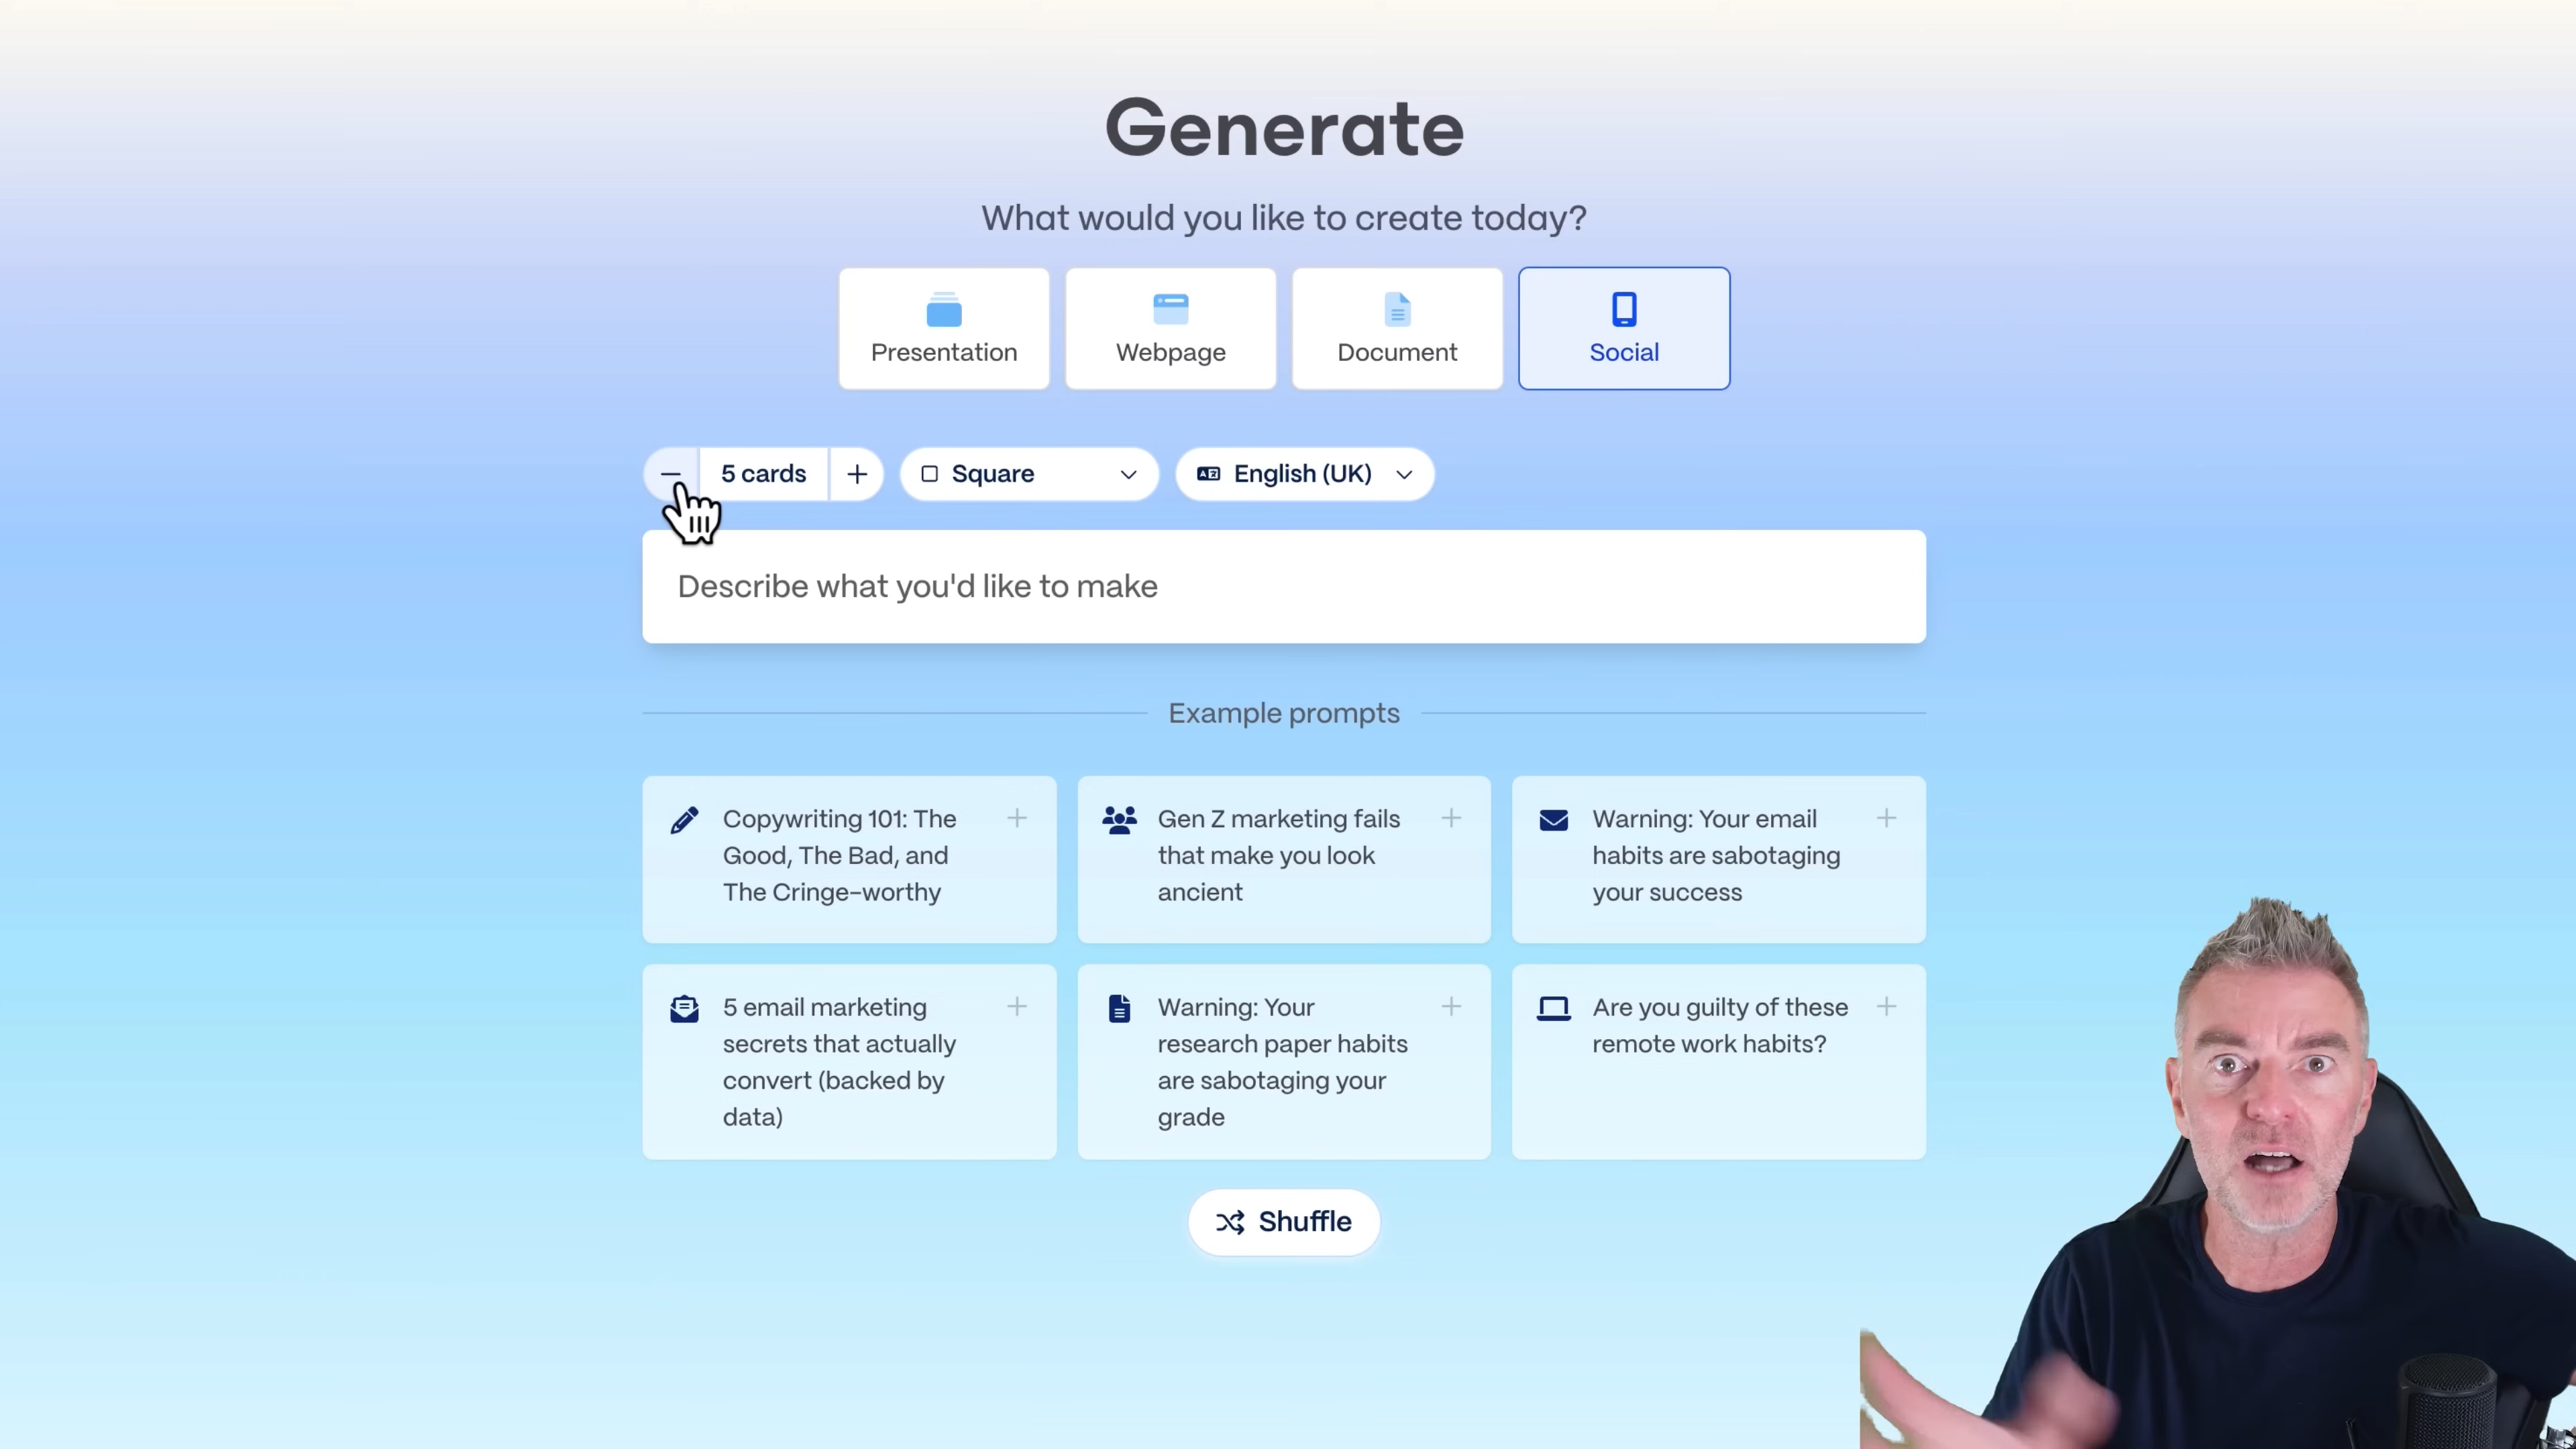 Generate
What would you like to create today?
Presentation
Webpage
Document
Social
5 cards
Square
English (UK)
Describe what you'd like to make
Example prompts
Copywriting 101: The
Good, The Bad, and
The Cringe-worthy
Gen Z marketing fails
that make you look
ancient
Warning: Your email
habits are sabotaging
your success
5 email marketing
secrets that actually
convert (backed by
data)
Warning: Your
research paper habits
are sabotaging your
grade
Are you guilty of these
remote work habits?
Shuffle